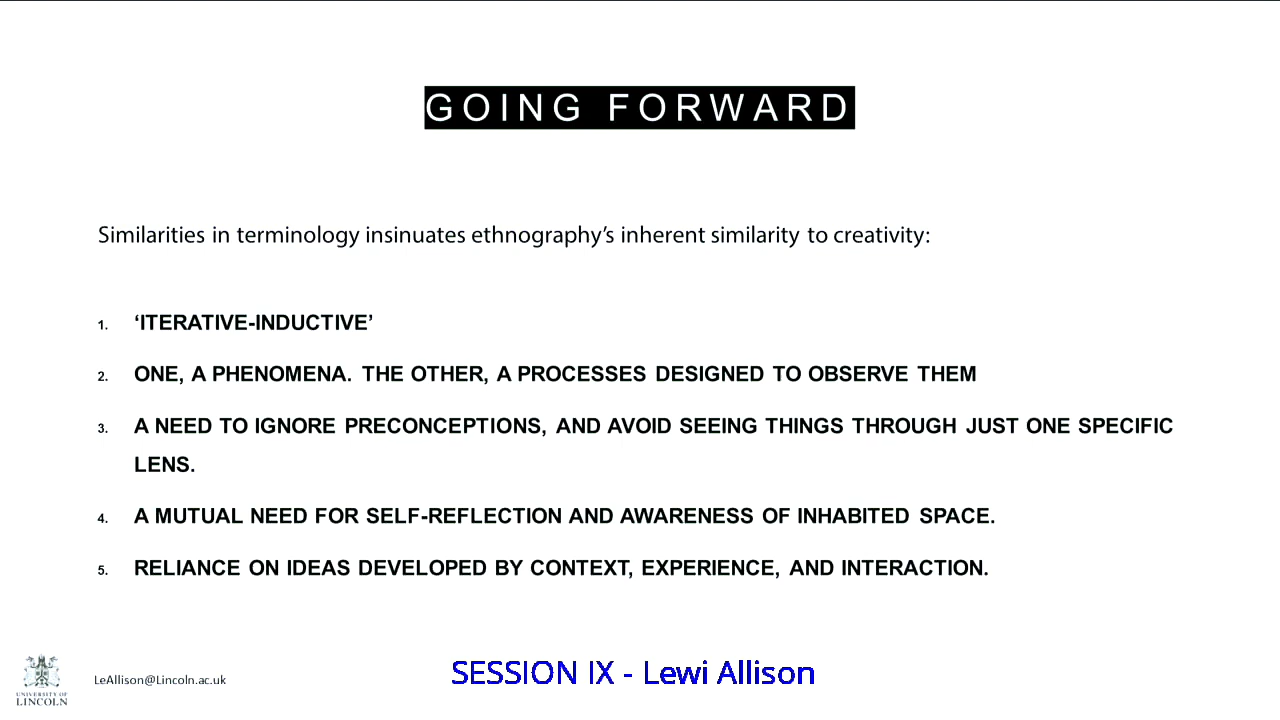 GOING FORWARD
Similarities in terminology insinuates ethnography’s inherent similarity to creativity:
1. ‘ITERATIVE-INDUCTIVE’
2. ONE, A PHENOMENA. THE OTHER, A PROCESSES DESIGNED TO OBSERVE THEM
3. A NEED TO IGNORE PRECONCEPTIONS, AND AVOID SEEING THINGS THROUGH JUST ONE SPECIFIC
LENS.
4. A MUTUAL NEED FOR SELF-REFLECTION AND AWARENESS OF INHABITED SPACE.
5. RELIANCE ON IDEAS DEVELOPED BY CONTEXT, EXPERIENCE, AND INTERACTION.
UNIVERSITY OF
LINCOLN
LeAllison@Lincoln.ac.uk
SESSION IX - Lewi Allison